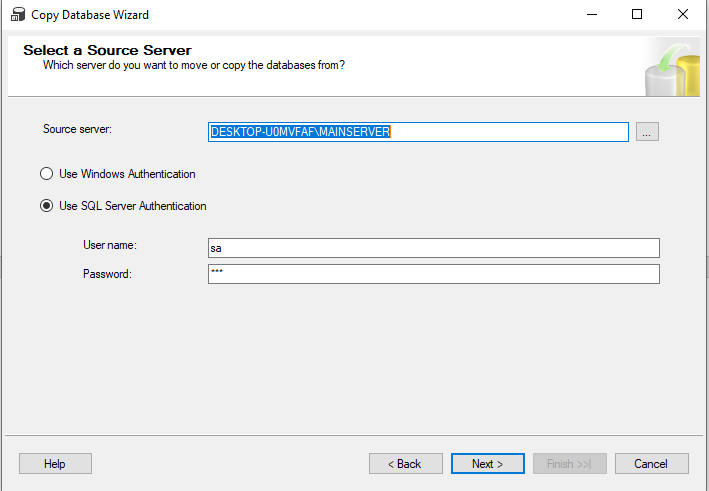 Copy Database Wizard
Select a Source Server
Which server do you want to move or copy the databases from?
Source server:
DESKTOP-U0MVFAF\MAINSERVER
...
Use Windows Authentication
Use SQL Server Authentication
User name:
sa
Password:
***
Help
< Back
Next >
Finish >>|
Cancel